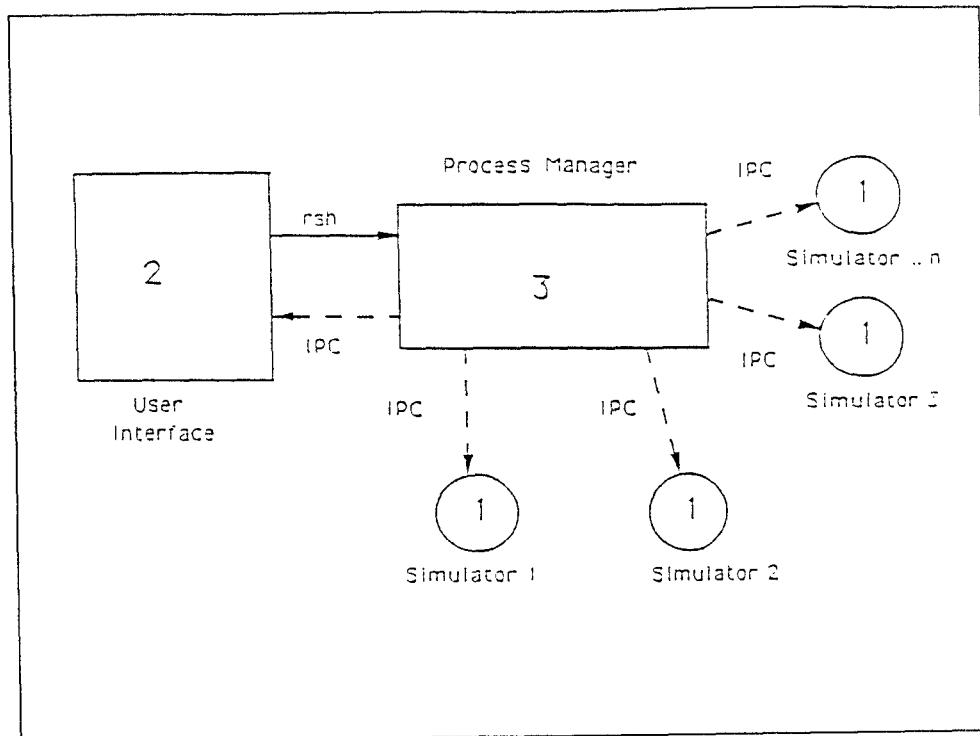 Process Manager
IPC
1
Simulator ..n
rsh
2
3
IPC
IPC
1
Simulator 3
User
Interface
IPC
IPC
1
1
Simulator 1
Simulator 2